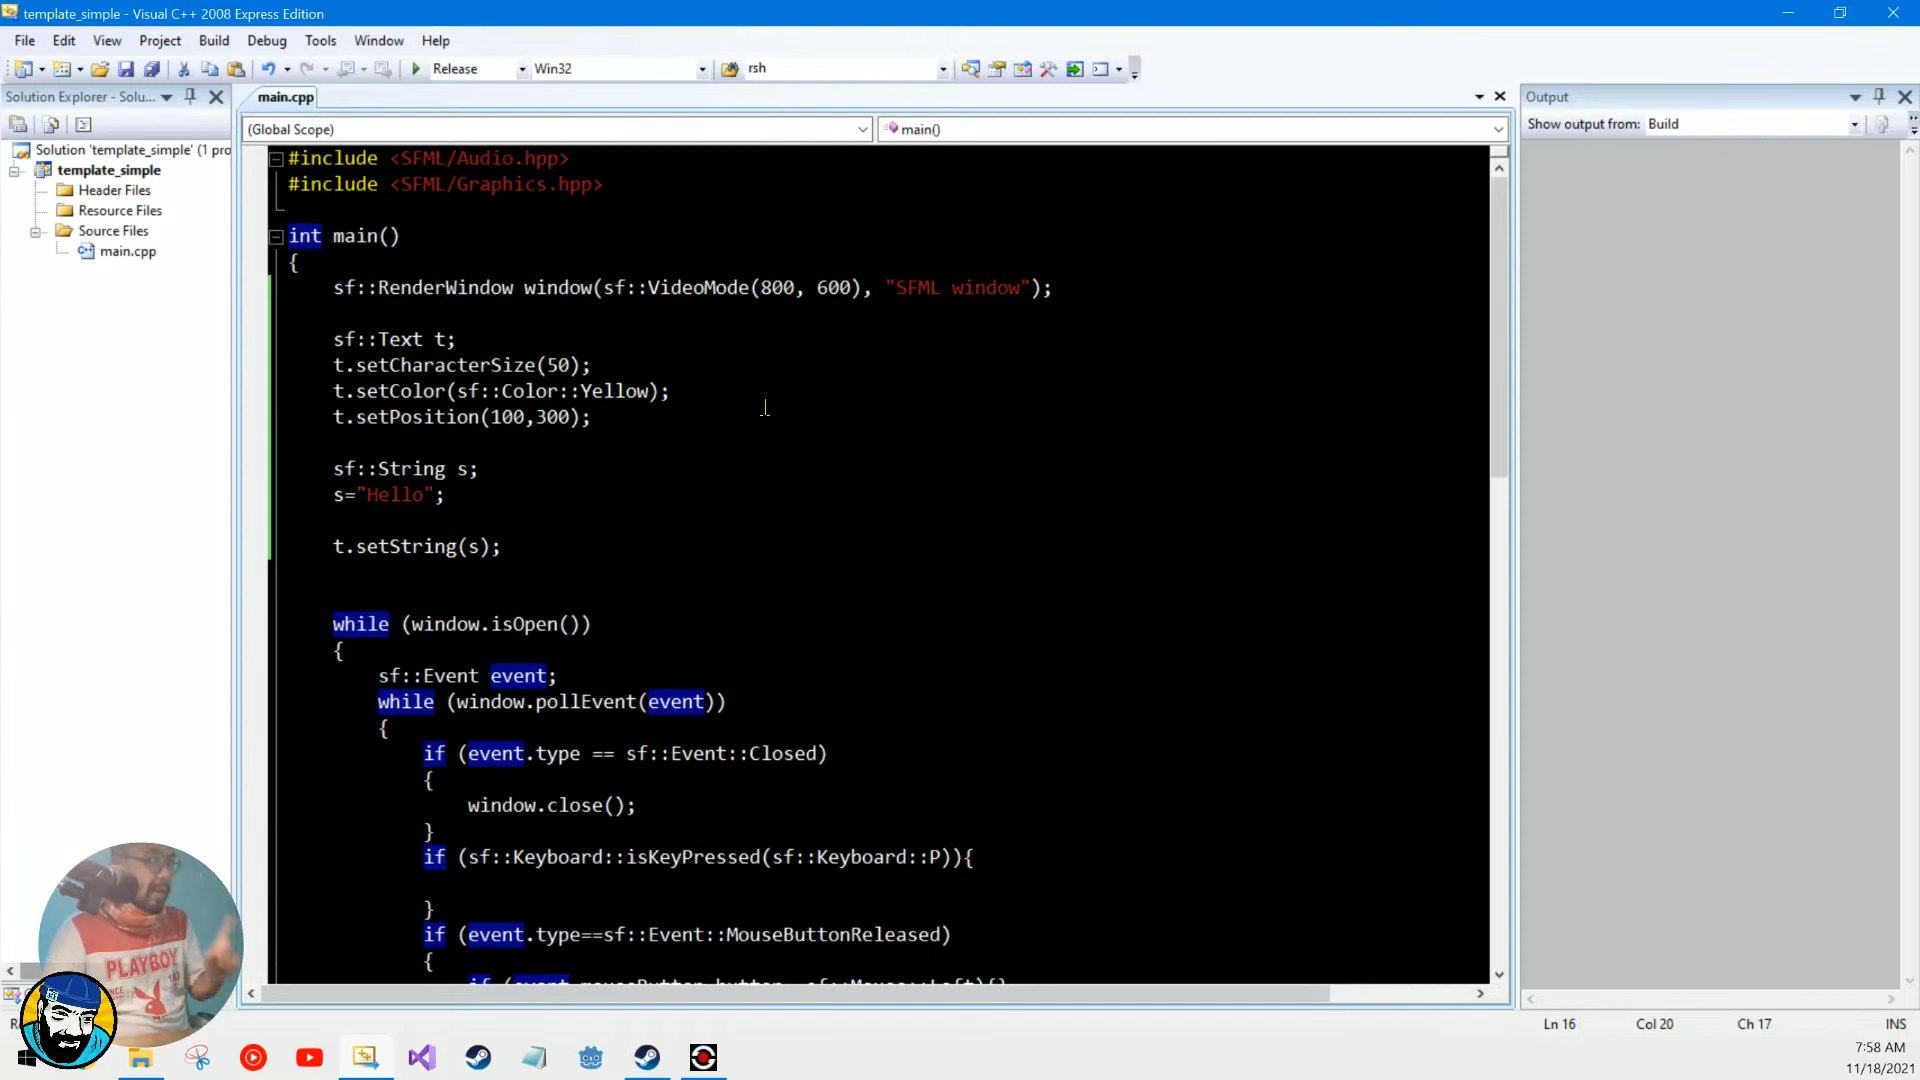 template_simple - Visual C++ 2008 Express Edition
File Edit View Project Build Debug Tools Window Help
Release Win32 rsh
Solution Explorer - Solu...
main.cpp
Output
(Global Scope) main()
Show output from: Build
Solution 'template_simple' (1 pro
template_simple
Header Files
Resource Files
Source Files
main.cpp
#include <SFML/Audio.hpp>
#include <SFML/Graphics.hpp>
int main()
{
sf::RenderWindow window(sf::VideoMode(800, 600), "SFML window");
sf::Text t;
t.setCharacterSize(50);
t.setColor(sf::Color::Yellow);
t.setPosition(100,300);
sf::String s;
s="Hello";
t.setString(s);
while (window.isOpen())
{
sf::Event event;
while (window.pollEvent(event))
{
if (event.type == sf::Event::Closed)
{
window.close();
}
if (sf::Keyboard::isKeyPressed(sf::Keyboard::P)){
}
if (event.type==sf::Event::MouseButtonReleased)
{
PLAYBOY
Ln 16 Col 20 Ch 17 INS
7:58 AM
11/18/2021